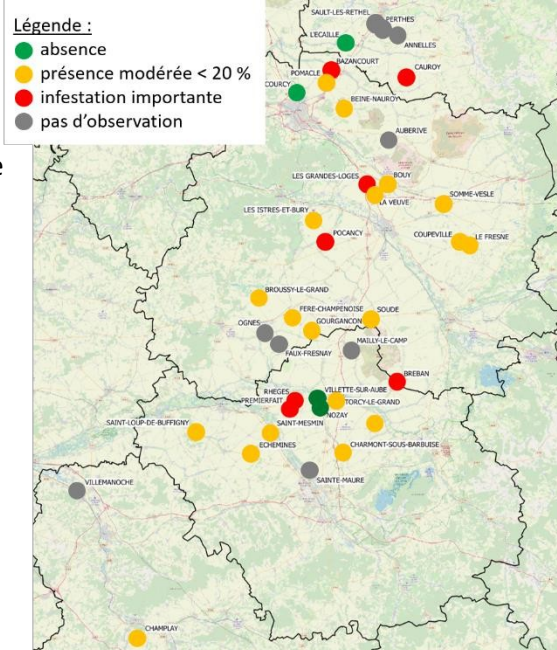 Légende :
absence
présence modérée < 20 %
infestation importante
pas d'observation
e
SAULT-LES-RETHEL
PERTHES
L'ECAILLE
ANNELLES
BAZANCOURT
POMACLE
CAUROY
COURCY
BEINE-NAUROY
AUBERIVE
LES GRANDES-LOGES
BOUY
LA VEUVE
SOMME-VESLE
LES ISTRES-ET-BURY
POCANCY
COUPEVILLE
LE FRESNE
BROUSSY-LE-GRAND
FERE-CHAMPENOISE
SOUDE
OGNES
GOURGANCON
FAUX-FRESNAY
MAILLY-LE-CAMP
BREBAN
RHEGES
VILLETTE-SUR-AUBE
PREMIERFAIT
TORCY-LE-GRAND
NOZAY
SAINT-LOUP-DE-BUFFIGNY
SAINT-MESMIN
ECHEMINES
CHARMONT-SOUS-BARBUISE
SAINTE-MAURE
VILLEMANOCHE
CHAMPLAY